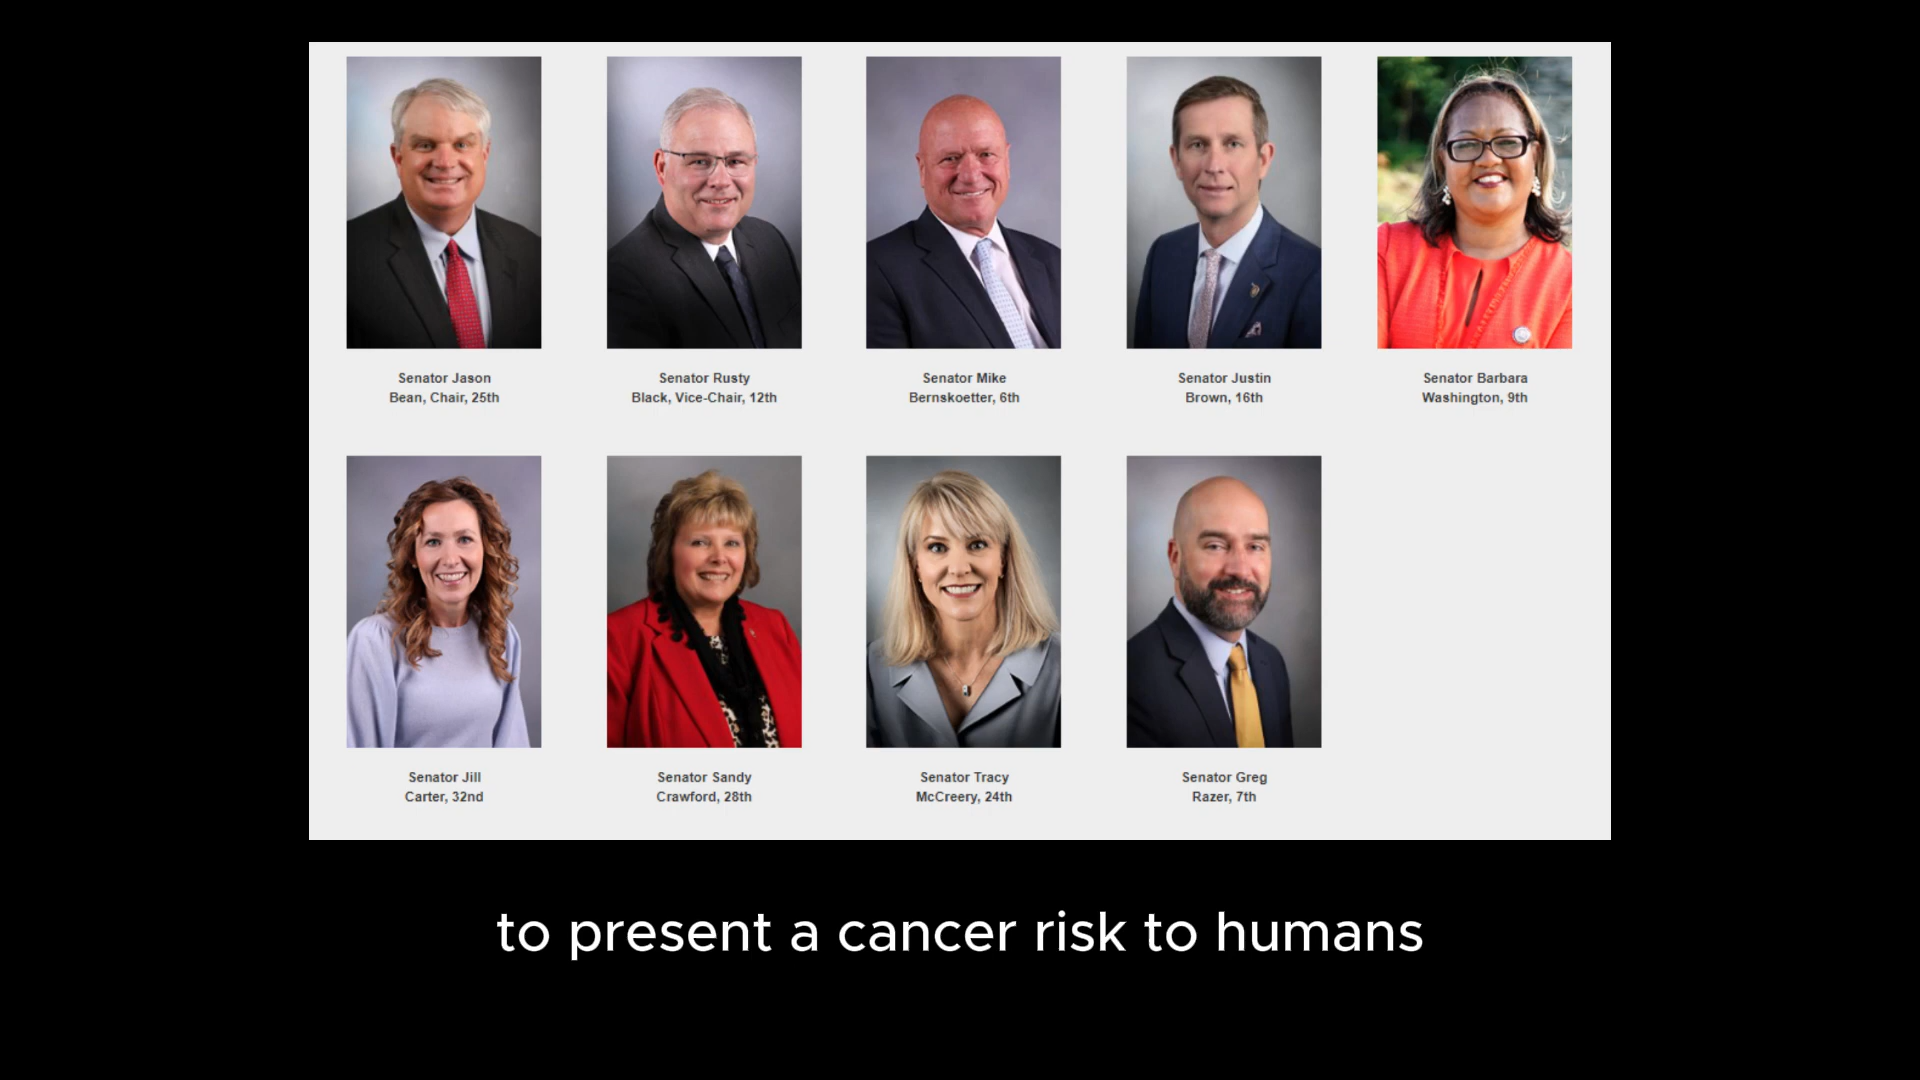 Senator Jason
Bean, Chair, 25th
Senator Rusty
Black, Vice-Chair, 12th
Senator Mike
Bernskoetter, 6th
Senator Justin
Brown, 16th
Senator Barbara
Washington, 9th
Senator Jill
Carter, 32nd
Senator Sandy
Crawford, 28th
Senator Tracy
McCreery, 24th
Senator Greg
Razer, 7th
to present a cancer risk to humans